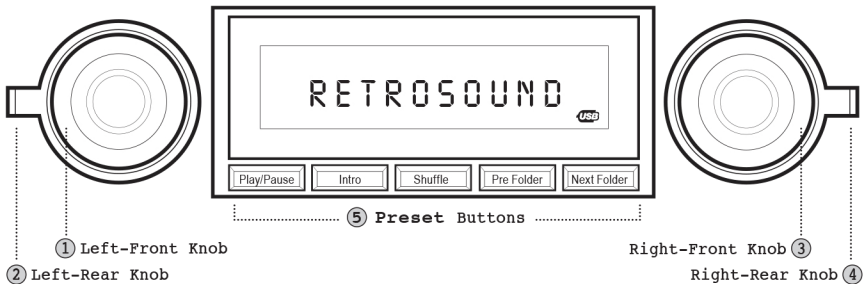 RETROSOUND
USB
Play/Pause Intro Shuffle Pre Folder Next Folder
5 Preset Buttons
1 Left-Front Knob
Right-Front Knob 3
2 Left-Rear Knob
Right-Rear Knob 4